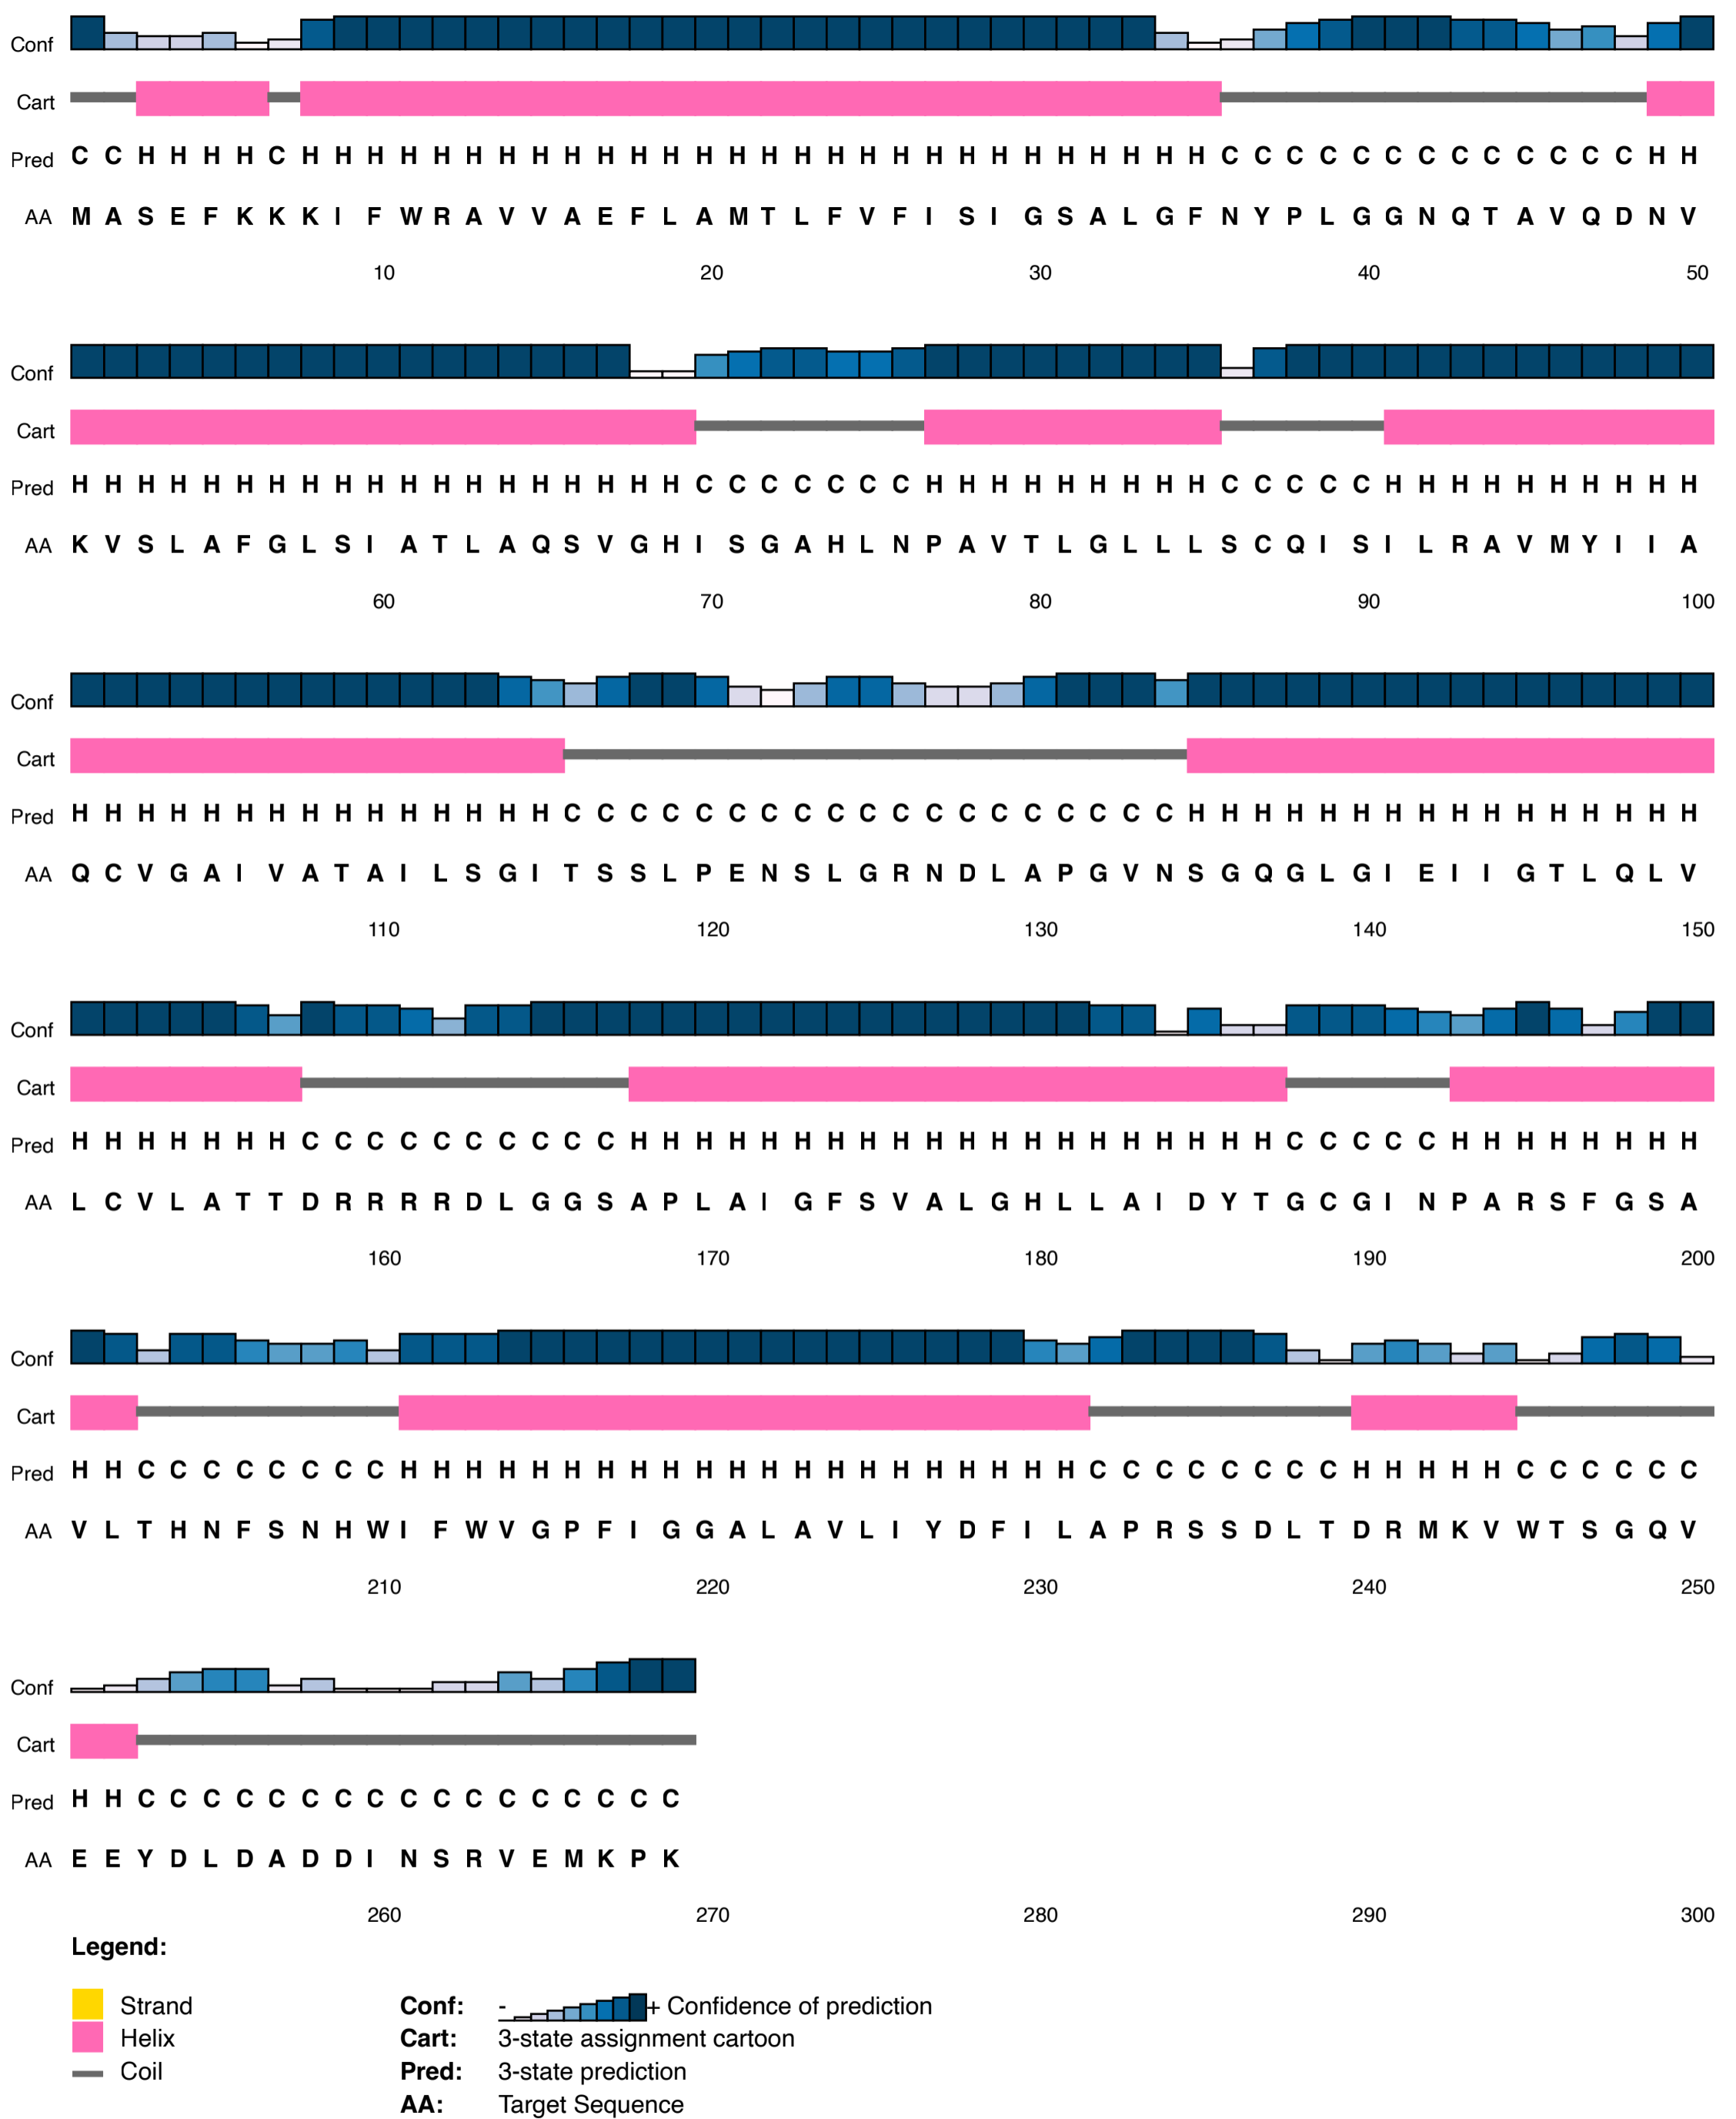 Conf
Cart
Pred C C H H H H C H H H H H H H H H H H H H H H H H H H H H H H H H H H H C C C C C C C C C C C C C H H
AA M A S E F K K K I F W R A V V A E F L A M T L F V F I S I G S A L G F N Y P L G G N Q T A V Q D N V
10 20 30 40 50
Conf
Cart
Pred H H H H H H H H H H H H H H H H H H H C C C C C C C H H H H H H H H H C C C C C H H H H H H H H H H
AA K V S L A F G L S I A T L A Q S V G H I S G A H L N P A V T L G L L L S C Q I S I L R A V M Y I I A
60 70 80 90 100
Conf
Cart
Pred H H H H H H H H H H H H H H H C C C C C C C C C C C C C C C C C C C H H H H H H H H H H H H H H H H
AA Q C V G A I V A T A I L S G I T S S L P E N S L G R N D L A P G V N S G Q G L G I E I I G T L Q L V
110 120 130 140 150
Conf
Cart
Pred H H H H H H H C C C C C C C C C C H H H H H H H H H H H H H H H H H H H H C C C C C H H H H H H H H
AA L C V L A T T D R R R R D L G G S A P L A I G F S V A L G H L L A I D Y T G C G I N P A R S F G S A
160 170 180 190 200
Conf
Cart
Pred H H C C C C C C C C H H H H H H H H H H H H H H H H H H H H H C C C C C C C C H H H H H C C C C C C
AA V L T H N F S N H W I F W V G P F I G G A L A V L I Y D F I L A P R S S D L T D R M K V W T S G Q V
210 220 230 240 250
Conf
Cart
Pred H H C C C C C C C C C C C C C C C C C
AA E E Y D L D A D D I N S R V E M K P K
260 270 280 290 300
Legend:
Strand Conf: - + Confidence of prediction
Helix Cart: 3-state assignment cartoon
Coil Pred: 3-state prediction
AA: Target Sequence